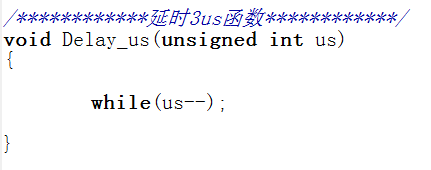 /************延时3us函数************/
void Delay_us(unsigned int us)
{
while(us--);
}